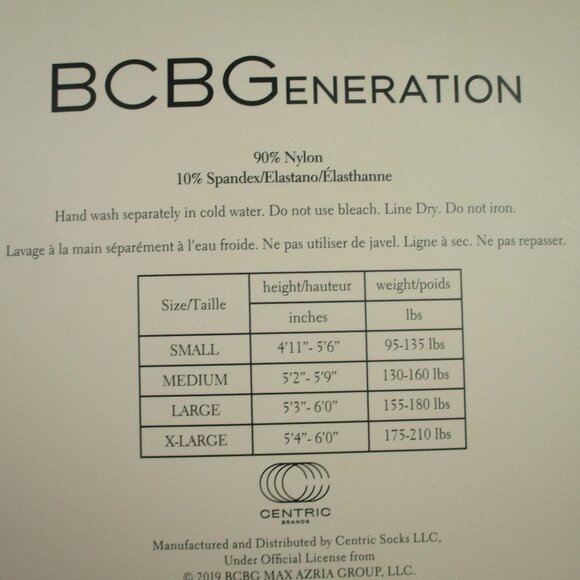 BCBGENERATION
90% Nylon
10% Spandex/Elastano/Élasthanne
Hand wash separately in cold water. Do not use bleach. Line Dry. Do not iron.
Lavage à la main séparément à l'eau froide. Ne pas utiliser de javel. Ligne à sec. Ne pas repasser.
Size/Taille height/hauteur weight/poids
inches lbs
SMALL 4'11"- 5'6" 95-135 lbs
MEDIUM 5'2"- 5'9" 130-160 lbs
LARGE 5'3"- 6'0" 155-180 lbs
X-LARGE 5'4"- 6'0" 175-210 lbs
CENTRIC
BRANDS
Manufactured and Distributed by Centric Socks LLC,
Under Official License from
© 2019 BCBG MAX AZRIA GROUP, LLC.